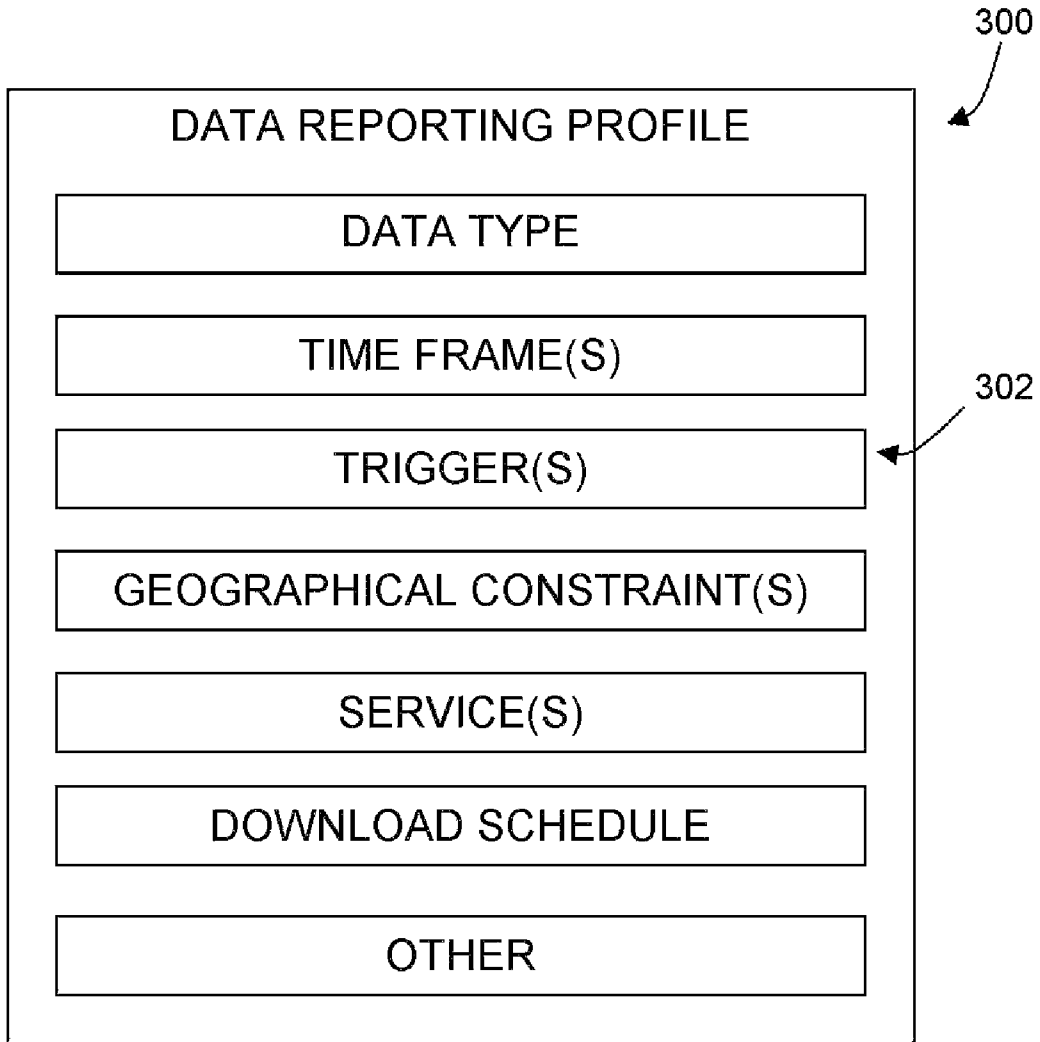 300
DATA REPORTING PROFILE
DATA TYPE
TIME FRAME(S)
302
TRIGGER(S)
GEOGRAPHICAL CONSTRAINT(S)
SERVICE(S)
DOWNLOAD SCHEDULE
OTHER